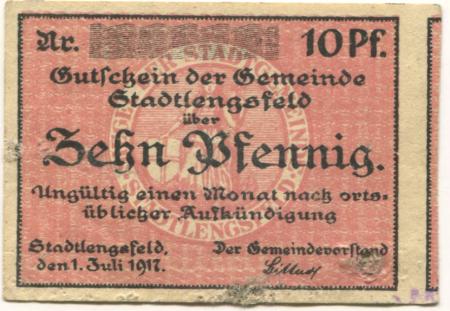 Nr. 10 Pf.
Gutschein der Gemeinde
Stadtlengsfeld
über
Zehn Pfennig.
Ungültig einen Monat nach orts-
üblicher Aufkündigung
Stadtlengsfeld, Der Gemeindevorstand
den 1. Juli 1917.